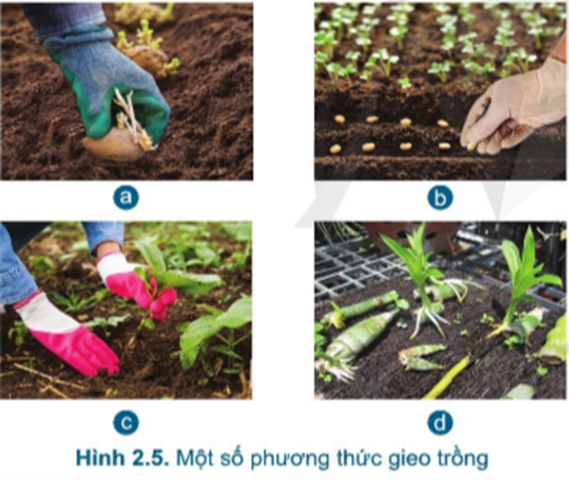 a
b
c
d
Hình 2.5. Một số phương thức gieo trồng